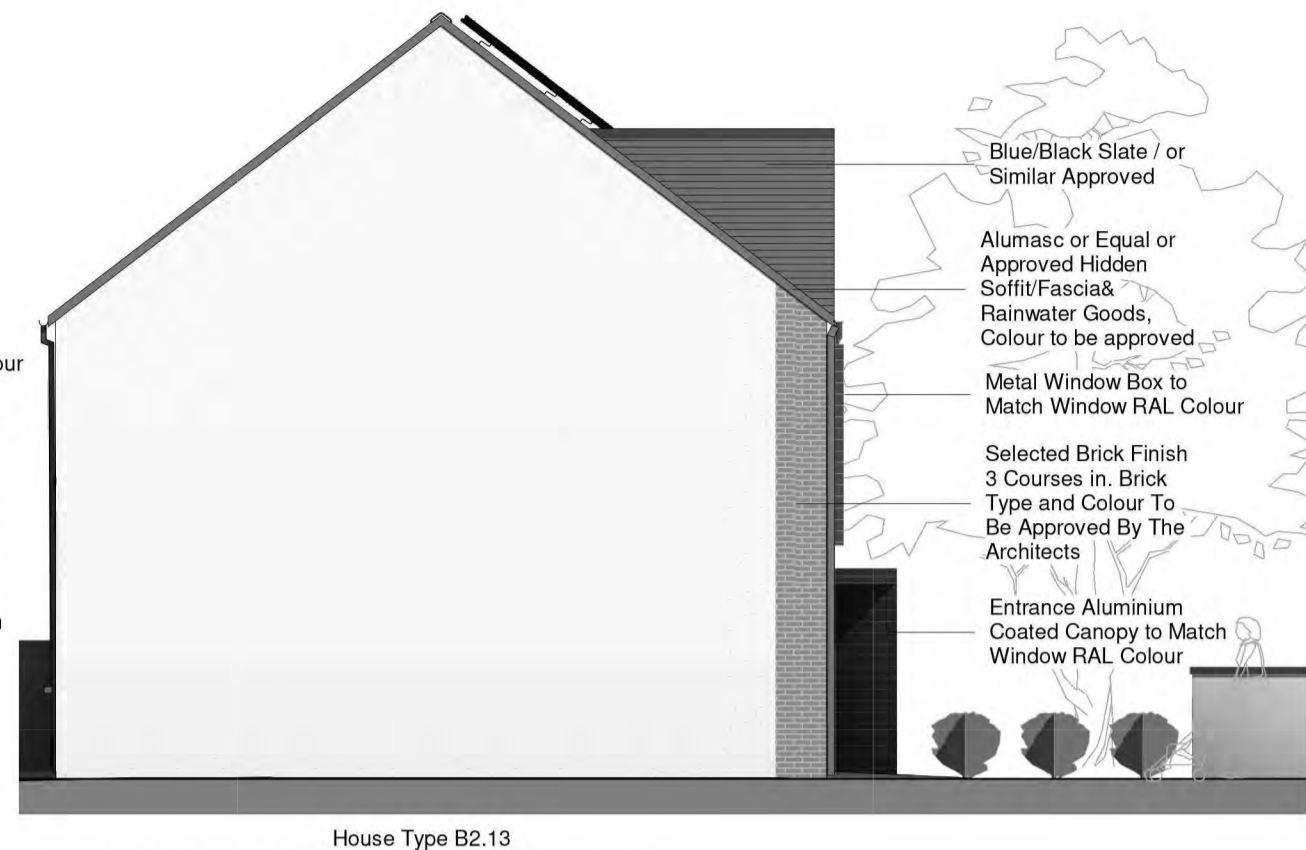 Blue/Black Slate / or
Similar Approved
Alumasc or Equal or
Approved Hidden
Soffit/Fascia&
Rainwater Goods,
Colour to be approved
our
Metal Window Box to
Match Window RAL Colour
Selected Brick Finish
3 Courses in. Brick
Type and Colour To
Be Approved By The
Architects
Entrance Aluminium
Coated Canopy to Match
Window RAL Colour
House Type B2.13